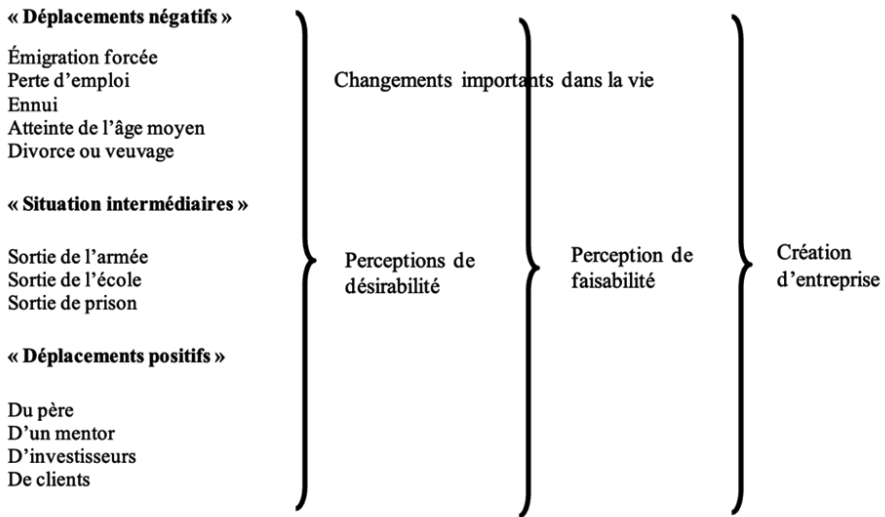 « Déplacements négatifs »
Émigration forcée
Perte d’emploi
Ennui
Atteinte de l’âge moyen
Divorce ou veuvage
« Situation intermédiaires »
Sortie de l’armée
Sortie de l’école
Sortie de prison
« Déplacements positifs »
Du père
D’un mentor
D’investisseurs
De clients
Changements importants dans la vie
Perceptions de
désirabilité
Perception de
faisabilité
Création
d’entreprise